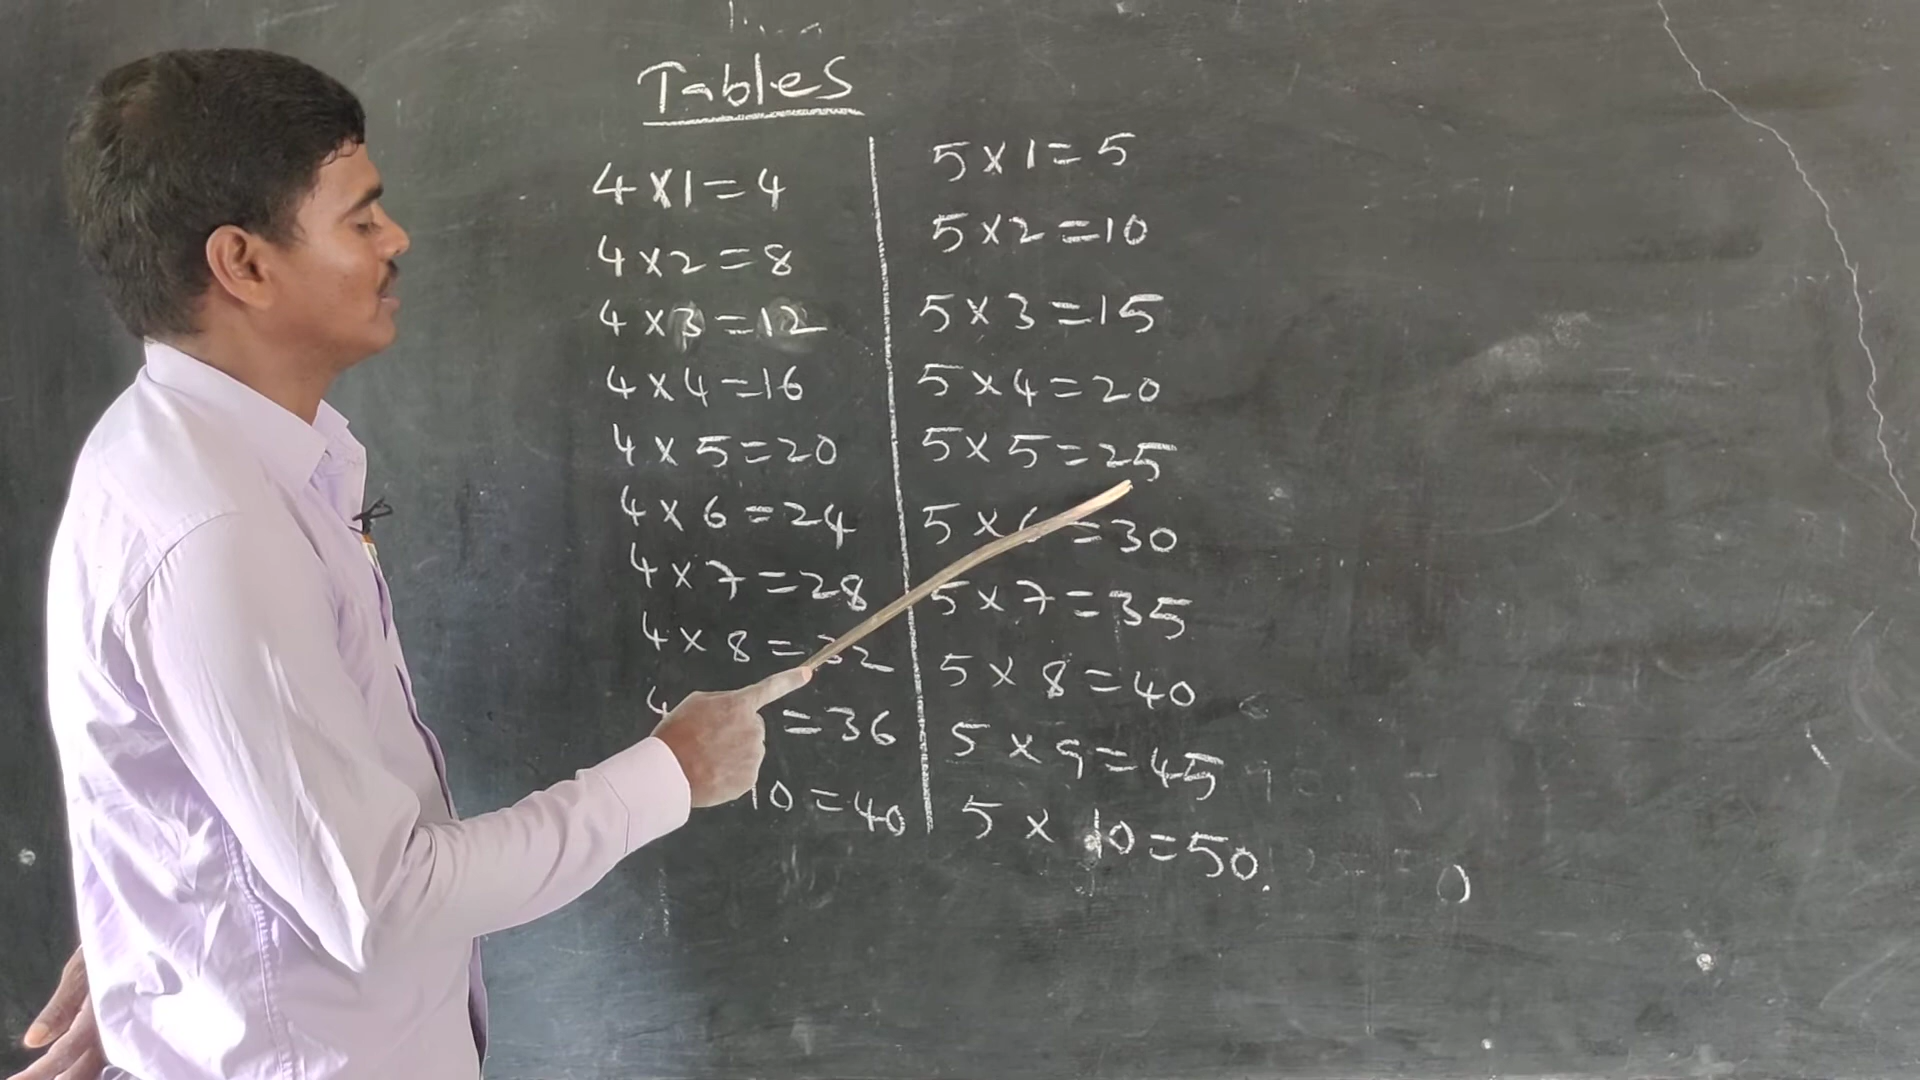 Tables
4 x 1 = 4
4 x 2 = 8
4 x 3 = 12
4 x 4 = 16
4 x 5 = 20
4 x 6 = 24
4 x 7 = 28
4 x 8 = 32
4 = 36
10 = 40
5 x 1 = 5
5 x 2 = 10
5 x 3 = 15
5 x 4 = 20
5 x 5 = 25
5 x 6 = 30
5 x 7 = 35
5 x 8 = 40
5 x 9 = 45
5 x 10 = 50.